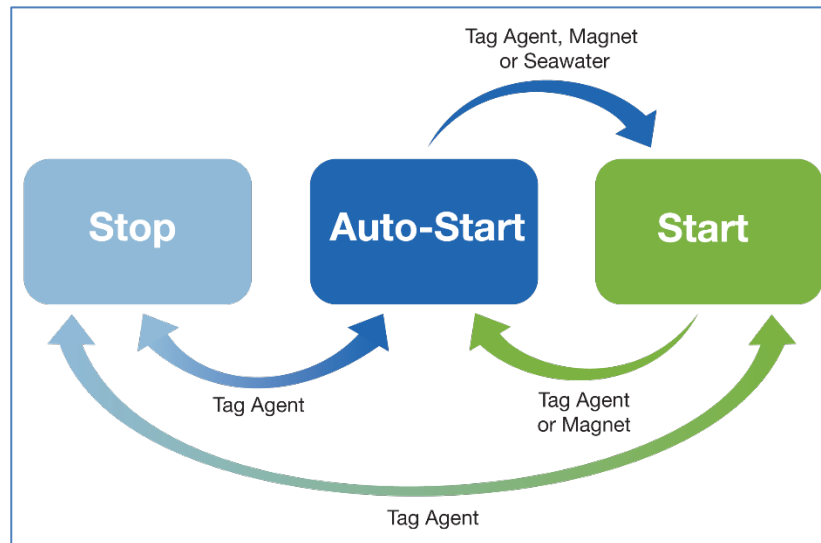 Tag Agent, Magnet
or Seawater
Stop
Auto-Start
Start
Tag Agent
Tag Agent
or Magnet
Tag Agent